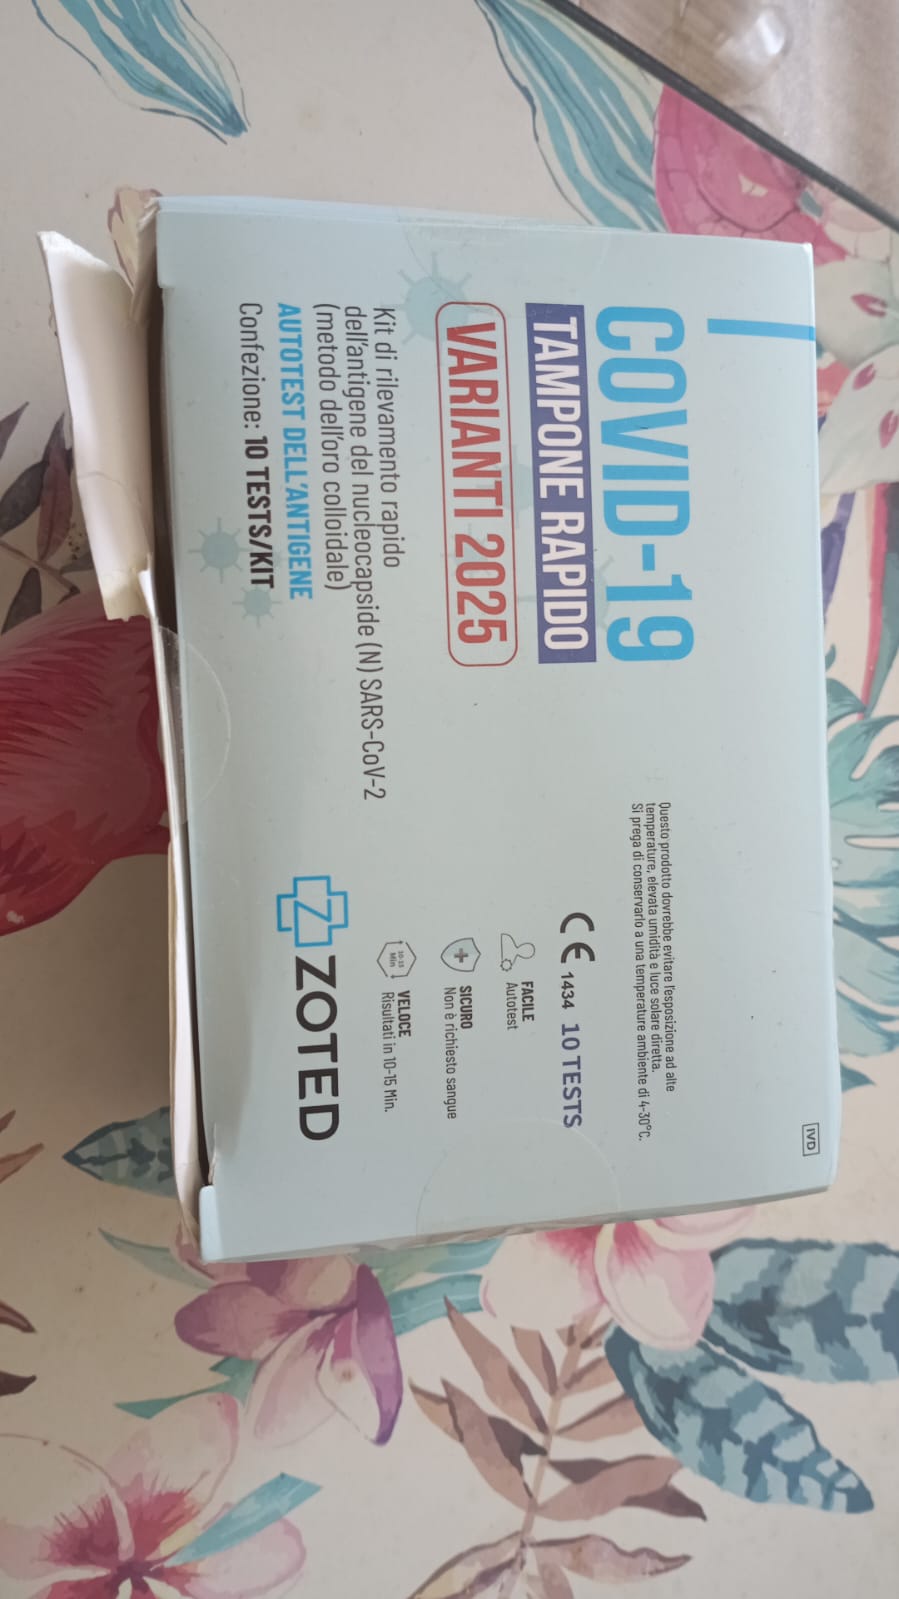 COVID-19
TAMPONE RAPIDO
VARIANTI 2025
Kit di rilevamento rapido
dell'antigene del nucleocapside (N) SARS-CoV-2
(metodo dell'oro colloidale)
AUTOTEST DELL'ANTIGENE
Confezione: 10 TESTS/KIT
IVD
Questo prodotto dovrebbe evitare l'esposizione ad alte
temperature, elevata umidità e luce solare diretta.
Si prega di conservarlo a una temperatura ambiente di 4-30°C.
CE 1434 10 TESTS
FACILE
Autotest
SICURO
Non è richiesto sangue
10-15
Min
VELOCE
Risultati in 10-15 Min.
Z ZOTED